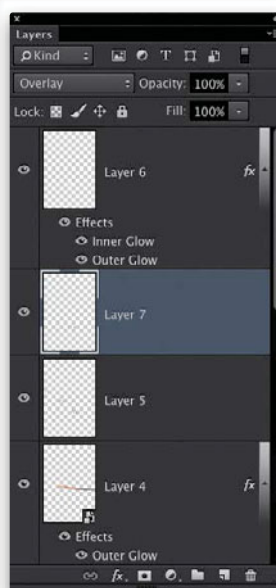 Layers
Kind
Overlay Opacity: 100%
Lock: Fill: 100%
Layer 6 fx
Effects
Inner Glow
Outer Glow
Layer 7
Layer 5
Layer 4 fx
Effects
Outer Glow
fx